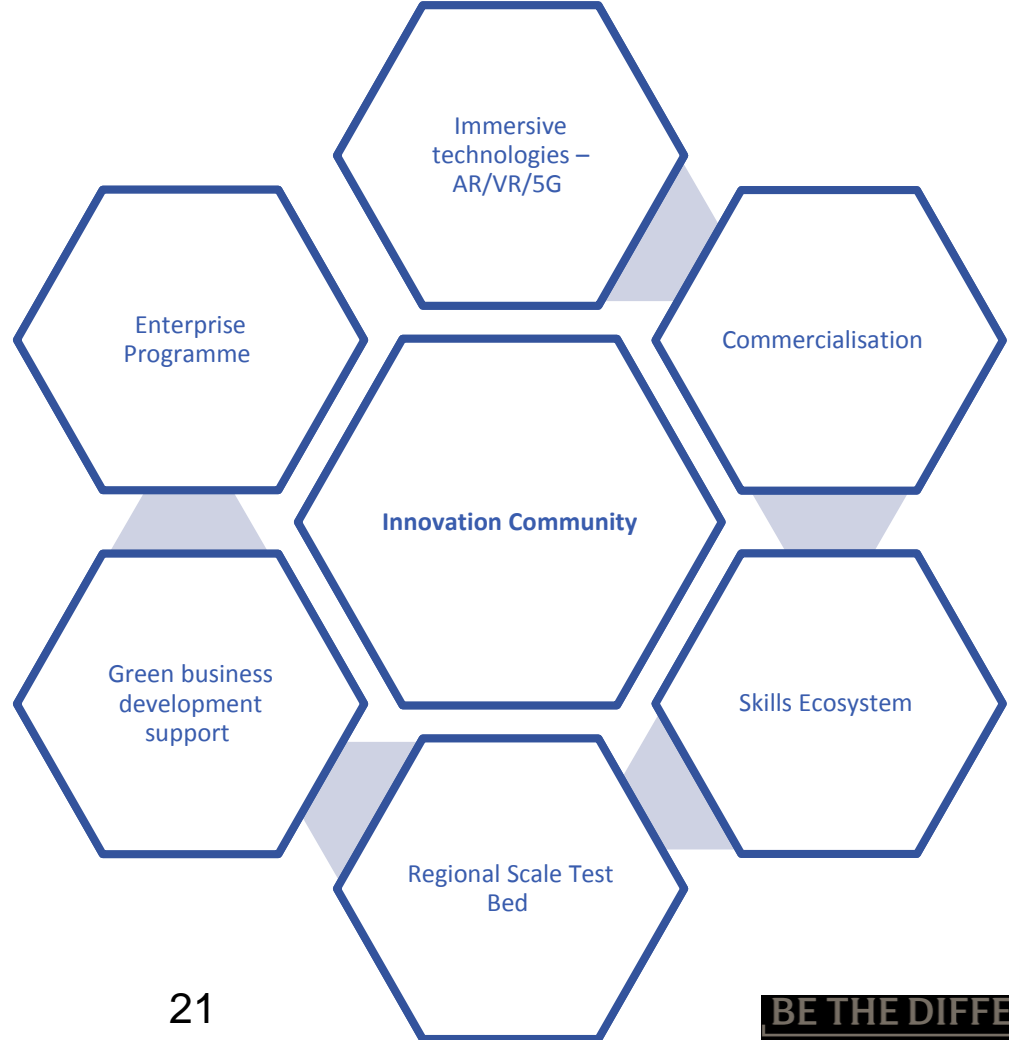 Immersive
technologies –
AR/VR/5G
Enterprise
Programme
Commercialisation
Innovation Community
Green business
development
support
Skills Ecosystem
Regional Scale Test
Bed
21
BE THE